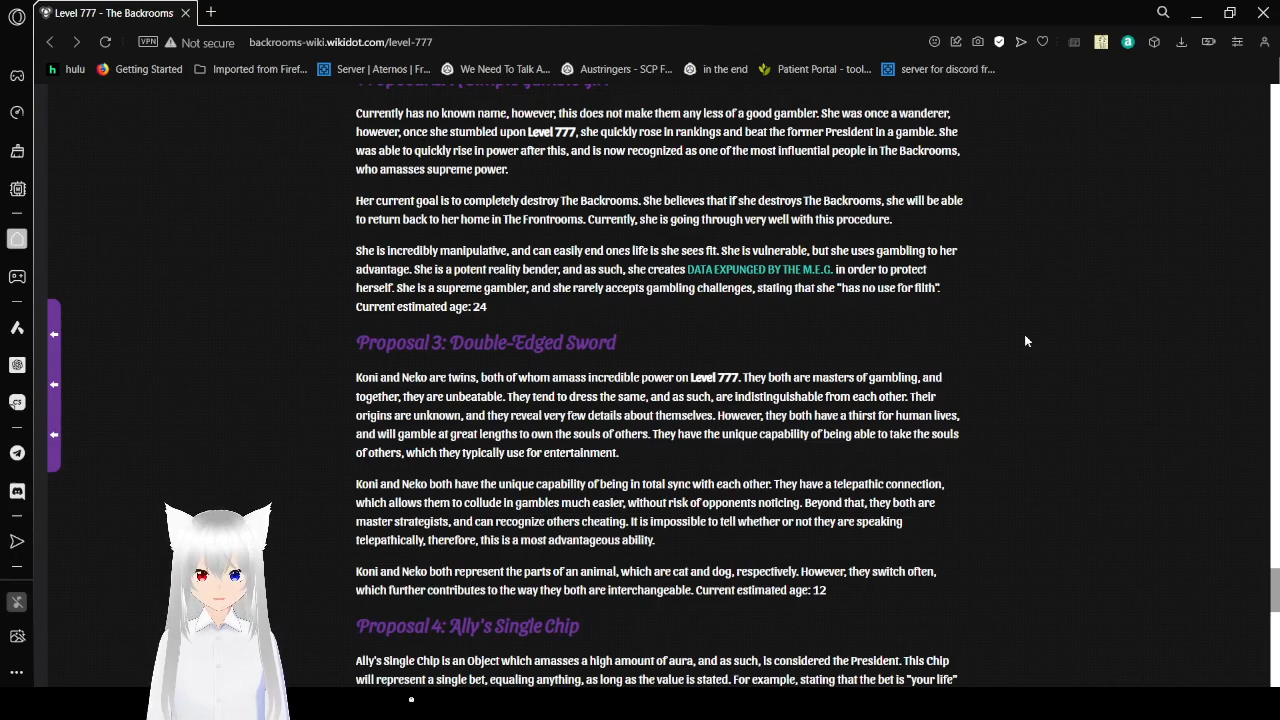 Level 777 - The Backrooms
VPN
Not secure
backrooms-wiki.wikidot.com/level-777
hulu
Getting Started
Imported from Firef...
Server | Aternos | Fr...
We Need To Talk A...
Austringers - SCP F...
in the end
Patient Portal - tool...
server for discord fr...
Currently has no known name, however, this does not make them any less of a good gambler. She was once a wanderer,
however, once she stumbled upon Level 777, she quickly rose in rankings and beat the former President in a gamble. She
was able to quickly rise in power after this, and is now recognized as one of the most influential people in The Backrooms,
who amasses supreme power.
Her current goal is to completely destroy The Backrooms. She believes that if she destroys The Backrooms, she will be able
to return back to her home in The Frontrooms. Currently, she is going through very well with this procedure.
She is incredibly manipulative, and can easily end ones life is she sees fit. She is vulnerable, but she uses gambling to her
advantage. She is a potent reality bender, and as such, she creates DATA EXPUNGED BY THE M.E.G. in order to protect
herself. She is a supreme gambler, and she rarely accepts gambling challenges, stating that she "has no use for filth".
Current estimated age: 24
Proposal 3: Double-Edged Sword
Koni and Neko are twins, both of whom amass incredible power on Level 777. They both are masters of gambling, and
together, they are unbeatable. They tend to dress the same, and as such, are indistinguishable from each other. Their
origins are unknown, and they reveal very few details about themselves. However, they both have a thirst for human lives,
and will gamble at great lengths to own the souls of others. They have the unique capability of being able to take the souls
of others, which they typically use for entertainment.
Koni and Neko both have the unique capability of being in total sync with each other. They have a telepathic connection,
which allows them to collude in gambles much easier, without risk of opponents noticing. Beyond that, they both are
master strategists, and can recognize others cheating. It is impossible to tell whether or not they are speaking
telepathically, therefore, this is a most advantageous ability.
Koni and Neko both represent the parts of an animal, which are cat and dog, respectively. However, they switch often,
which further contributes to the way they both are interchangeable. Current estimated age: 12
Proposal 4: Ally's Single Chip
Ally's Single Chip is an Object which amasses a high amount of aura, and as such, is considered the President. This Chip
will represent a single bet, equaling anything, as long as the value is stated. For example, stating that the bet is "your life"